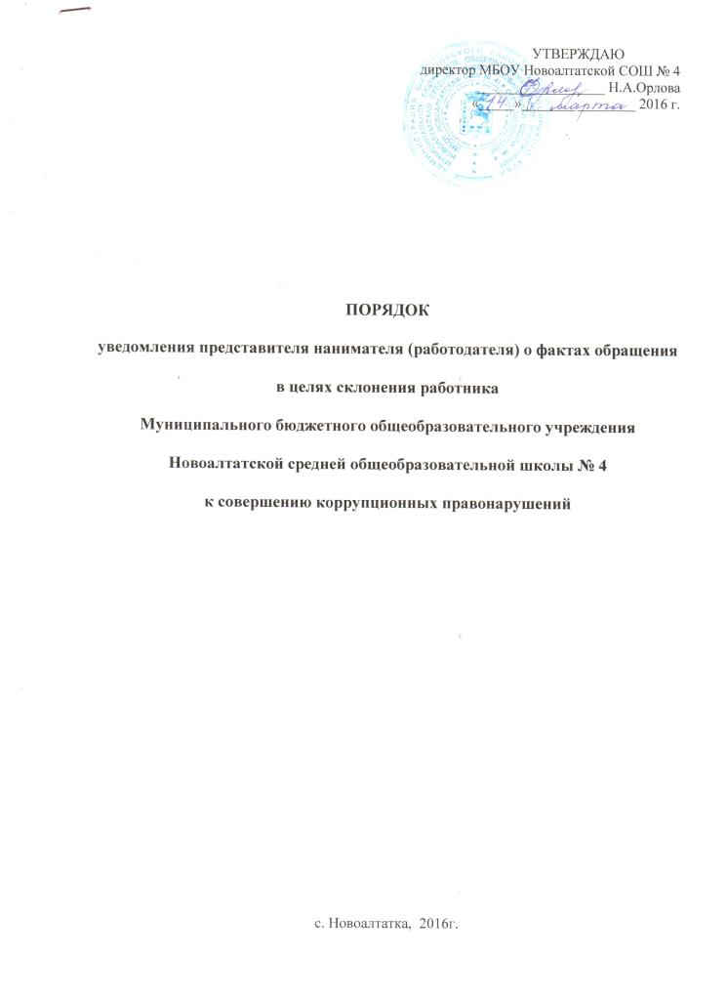 УТВЕРЖДАЮ
директор МБОУ Новоалтатской СОШ № 4
Н.А.Орлова
«14» марта 2016 г.
ПОРЯДОК
уведомления представителя нанимателя (работодателя) о фактах обращения
в целях склонения работника
Муниципального бюджетного общеобразовательного учреждения
Новоалтатской средней общеобразовательной школы № 4
к совершению коррупционных правонарушений
с. Новоалтатка, 2016г.